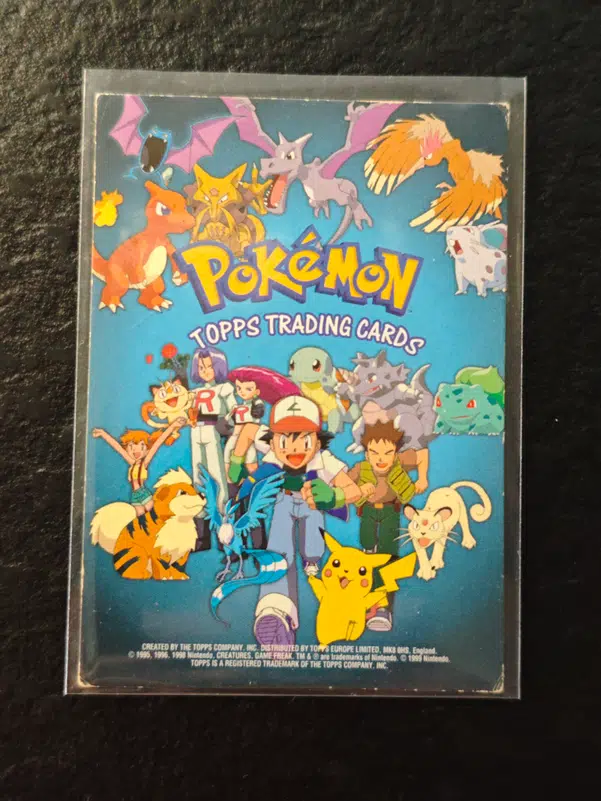 POKéMON
TOPPS TRADING CARDS
R
R
CREATED BY THE TOPPS COMPANY, INC. DISTRIBUTED BY TOPPS EUROPE LIMITED, MK8 0HS, England.
© 1995, 1996, 1998 Nintendo, CREATURES, GAME FREAK. TM & ® are trademarks of Nintendo. © 1999 Nintendo.
TOPPS IS A REGISTERED TRADEMARK OF THE TOPPS COMPANY, INC.